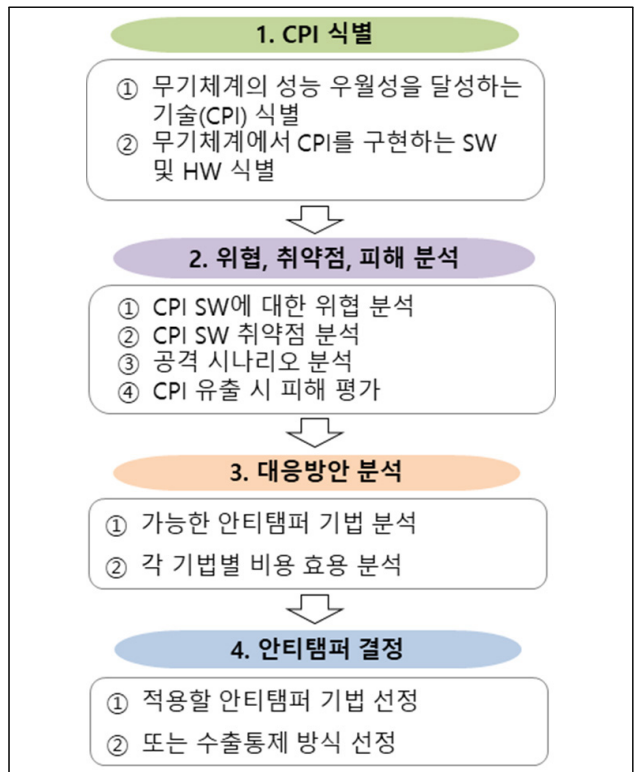 1. CPI 식별
① 무기체계의 성능 우월성을 달성하는
기술(CPI) 식별
② 무기체계에서 CPI를 구현하는 SW
및 HW 식별
2. 위협, 취약점, 피해 분석
① CPI SW에 대한 위협 분석
② CPI SW 취약점 분석
③ 공격 시나리오 분석
④ CPI 유출 시 피해 평가
3. 대응방안 분석
① 가능한 안티탬퍼 기법 분석
② 각 기법별 비용 효용 분석
4. 안티탬퍼 결정
① 적용할 안티탬퍼 기법 선정
② 또는 수출통제 방식 선정